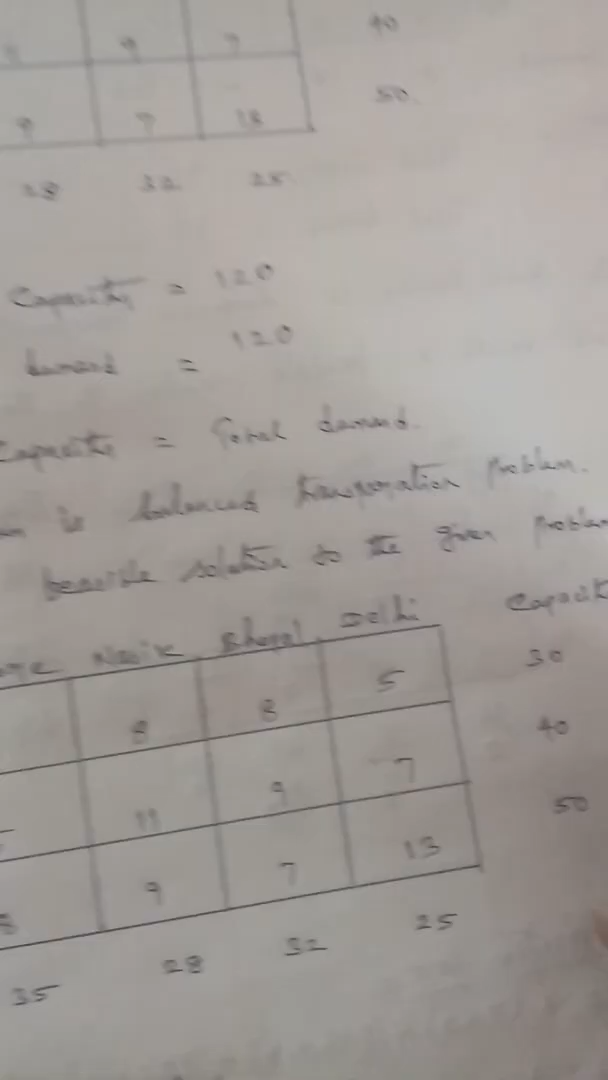 9 7 40
9 7 50
28 32 25
Capacity = 120
demand = 120
Capacity = Total demand.
is balanced transportation problem.
feasible solution to the given problem
Nasik Bhopal Delhi Capacit
8 8 5 30
11 9 7 40
8 9 7 13 50
35 28 32 25